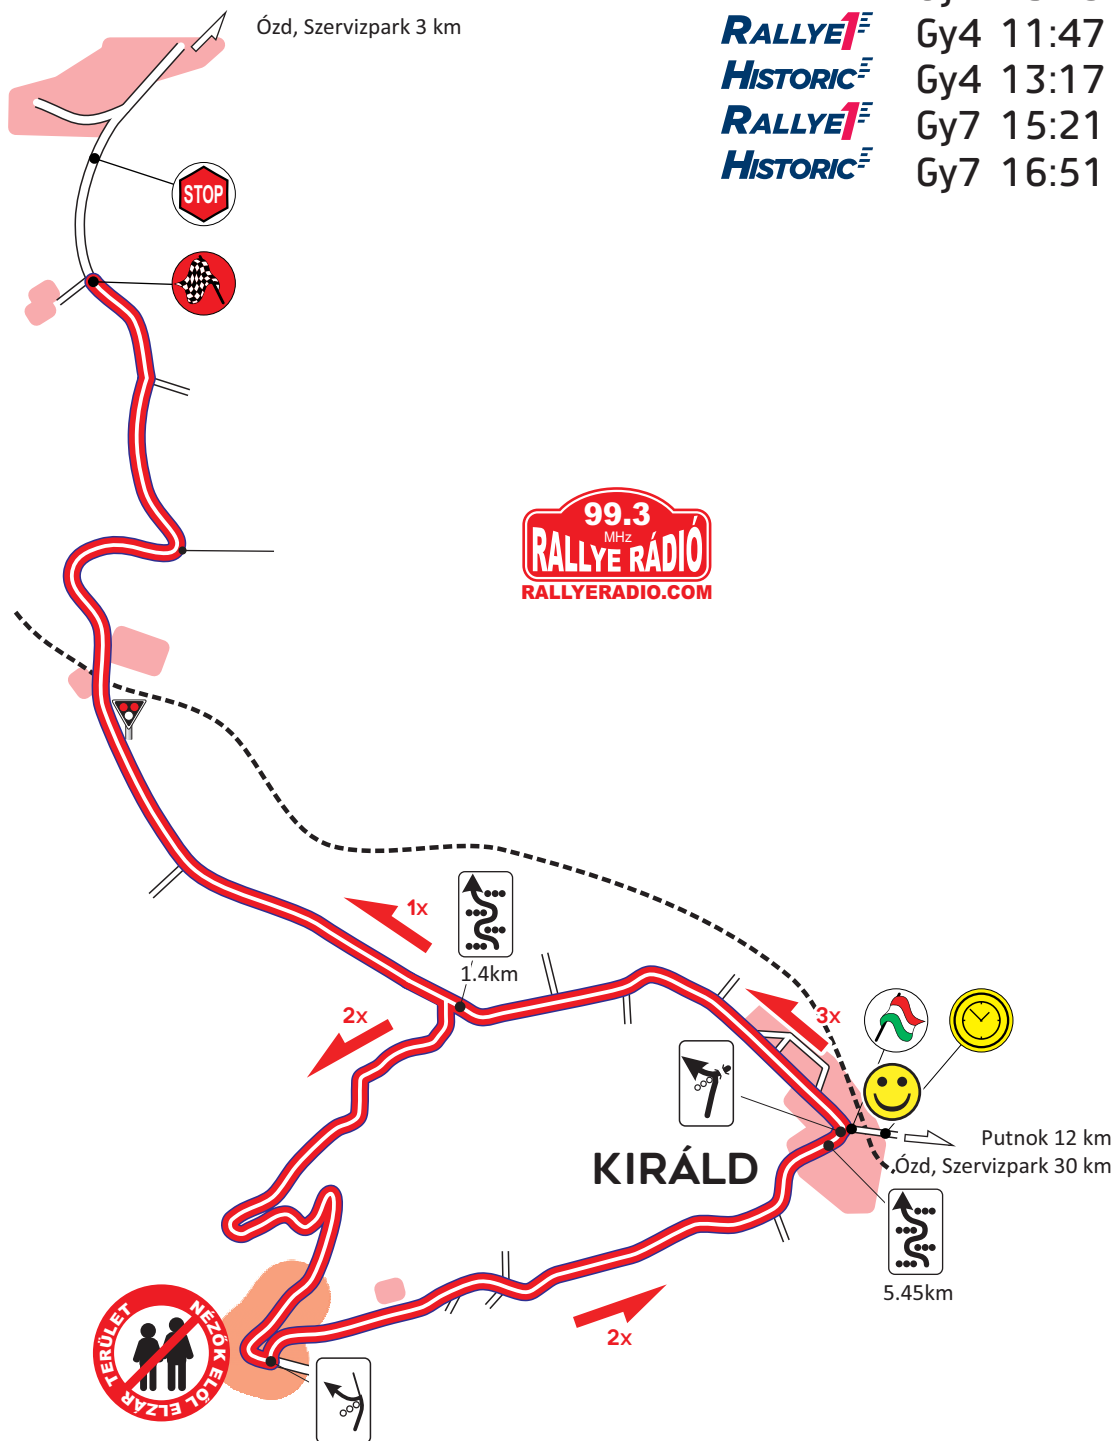 Ózd, Szervizpark 3 km
RALLYE1 Gy4 11:47
HISTORIC Gy4 13:17
RALLYE1 Gy7 15:21
HISTORIC Gy7 16:51
STOP
99.3
MHz
RALLYE RÁDIÓ
RALLYERADIO.COM
1x
1.4km
2x
3x
Putnok 12 km
Ózd, Szervizpark 30 km
KIRÁLD
5.45km
2x
NÉZŐK ELŐL ELZÁRT TERÜLET